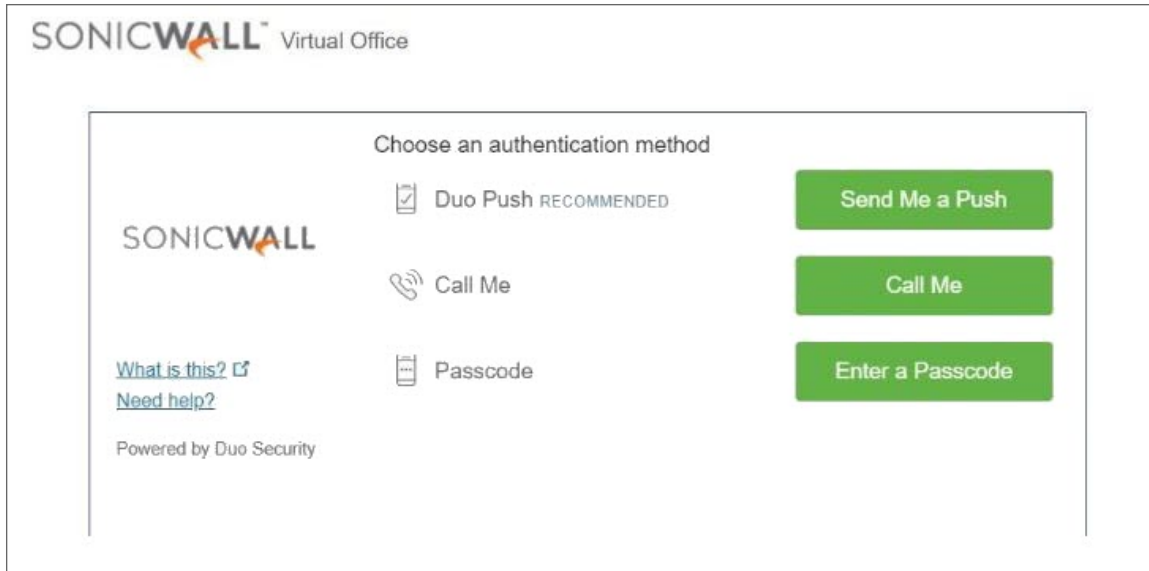 SONICWALL™ Virtual Office
Choose an authentication method
Duo Push RECOMMENDED
Send Me a Push
SONICWALL
Call Me
Call Me
What is this?
Need help?
Passcode
Enter a Passcode
Powered by Duo Security